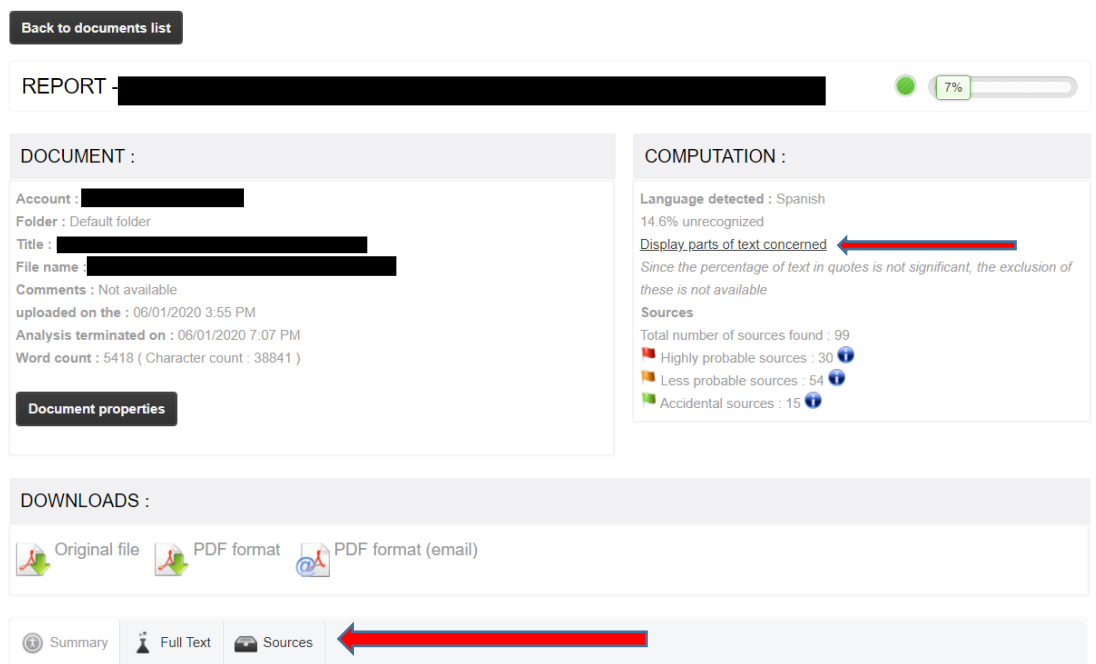 Back to documents list
REPORT -
7%
DOCUMENT :
Account :
Folder : Default folder
Title :
File name :
Comments : Not available
uploaded on the : 06/01/2020 3:55 PM
Analysis terminated on : 06/01/2020 7:07 PM
Word count : 5418 ( Character count : 38841 )
Document properties
COMPUTATION :
Language detected : Spanish
14.6% unrecognized
Display parts of text concerned
Since the percentage of text in quotes is not significant, the exclusion of
these is not available
Sources
Total number of sources found : 99
Highly probable sources : 30
Less probable sources : 54
Accidental sources : 15
DOWNLOADS :
Original file PDF format PDF format (email)
Summary Full Text Sources